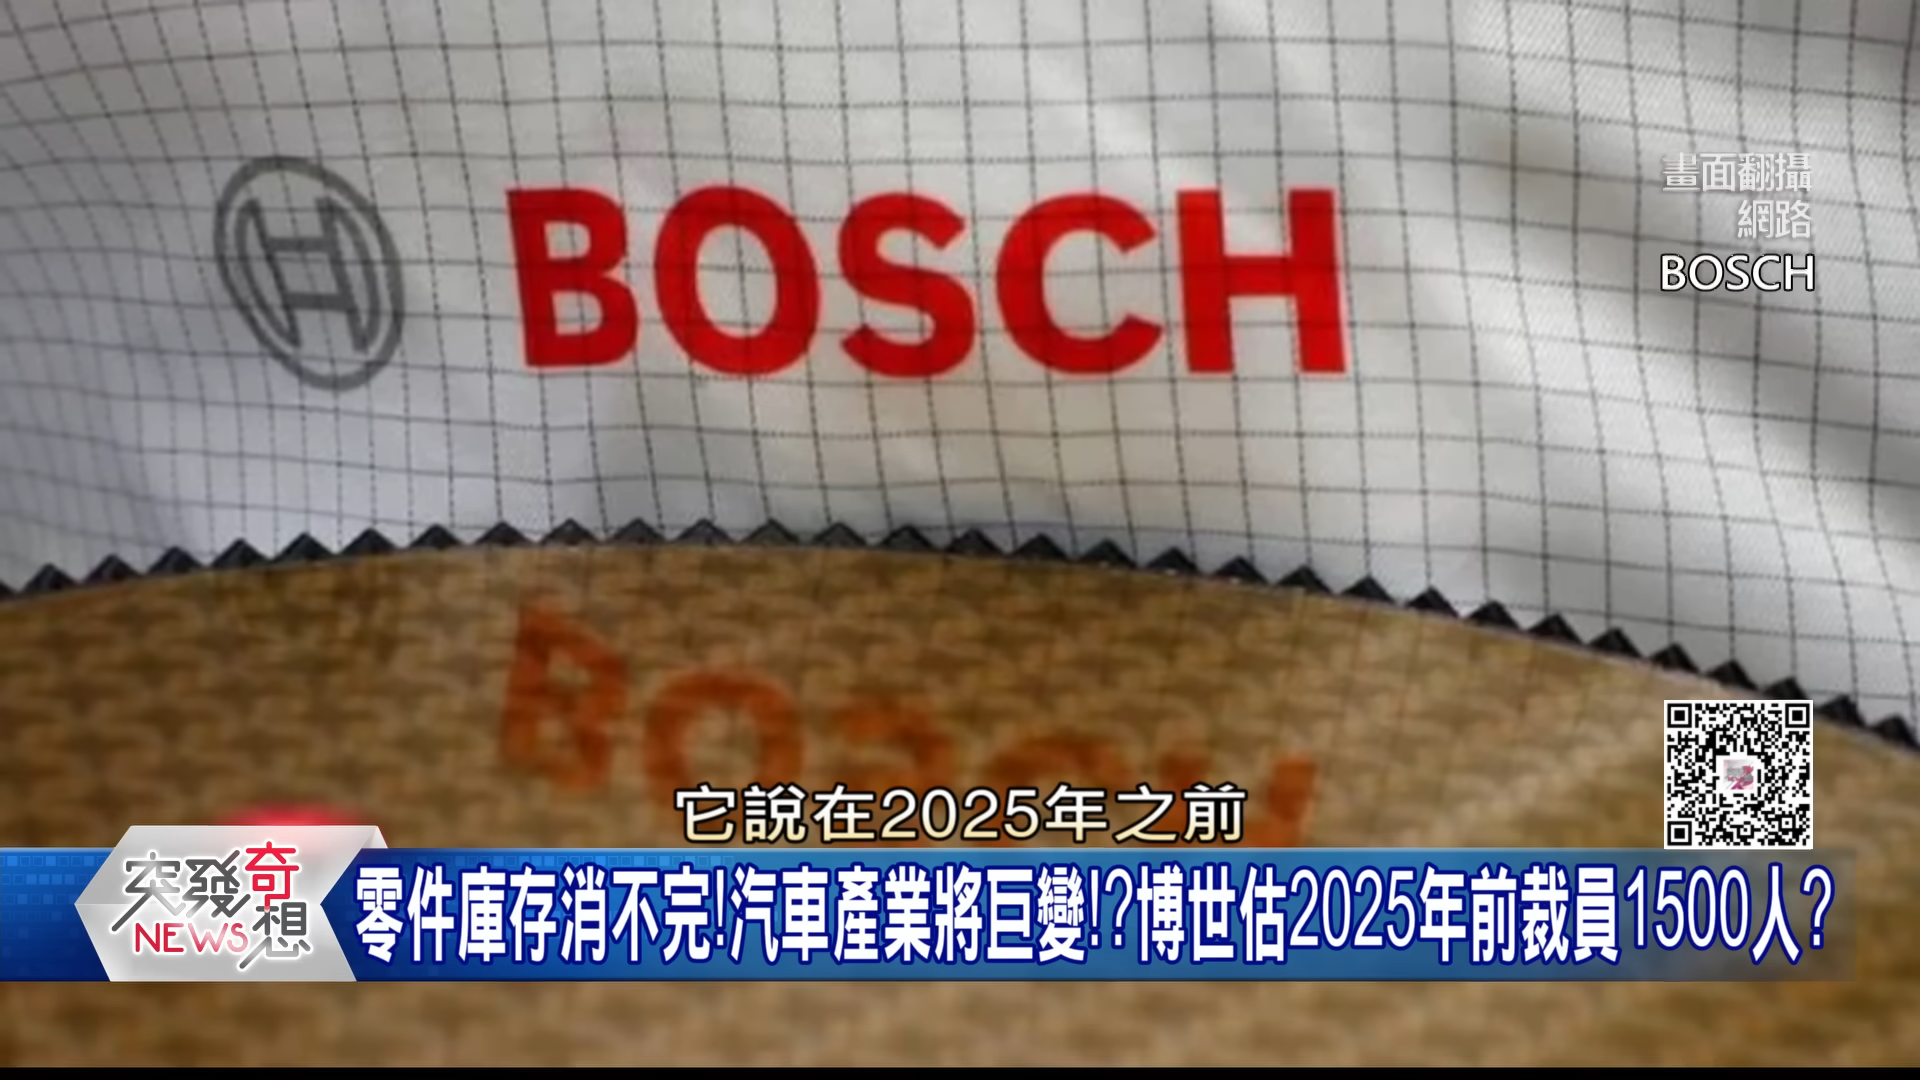 BOSCH
畫面翻攝
網路
BOSCH
BOSCH
它說在2025年之前
突發奇想
NEWS
零件庫存消不完!汽車產業將巨變!?博世估2025年前裁員1500人?